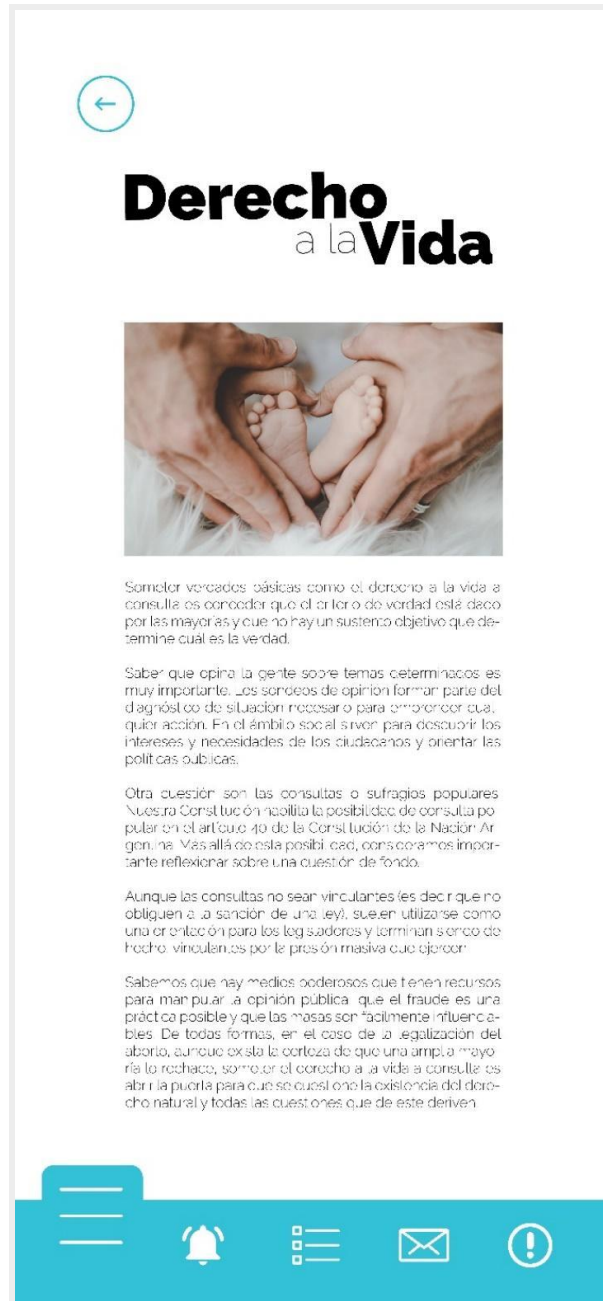 Derecho
a la Vida
Someter verdades básicas como el derecho a la vida a
consulta es conceder que el criterio de verdad está dado
por las mayorías y que no hay un sustento objetivo que de-
termine cuál es la verdad.
Saber que opina la gente sobre temas determinados es
muy importante. Los sondeos de opinión forman parte del
diagnóstico de situación necesario para emprender cual-
quier acción. En el ámbito social sirven para descubrir los
intereses y necesidades de los ciudadanos y orientar las
políticas públicas.
Otra cuestión son las consultas o sufragios populares.
Nuestra Constitución habilita la posibilidad de consulta po-
pular en el artículo 40 de la Constitución de la Nación Ar-
gentina. Más allá de esta posibilidad, consideramos impor-
tante reflexionar sobre una cuestión de fondo.
Aunque las consultas no sean vinculantes (es decir que no
obliguen a la sanción de una ley), suelen utilizarse como
una orientación para los legisladores y terminan siendo de
hecho, vinculantes por la presión masiva que ejercen.
Sabemos que hay medios poderosos que tienen recursos
para manipular la opinión pública, que el fraude es una
práctica posible y que las masas son fácilmente influencia-
bles. De todas formas, en el caso de la legalización del
aborto, aunque exista la certeza de que una amplia mayo-
ría lo rechace, someter el derecho a la vida a consulta es
abrir la puerta para que se cuestione la existencia del dere-
cho natural y todas las cuestiones que de este deriven.